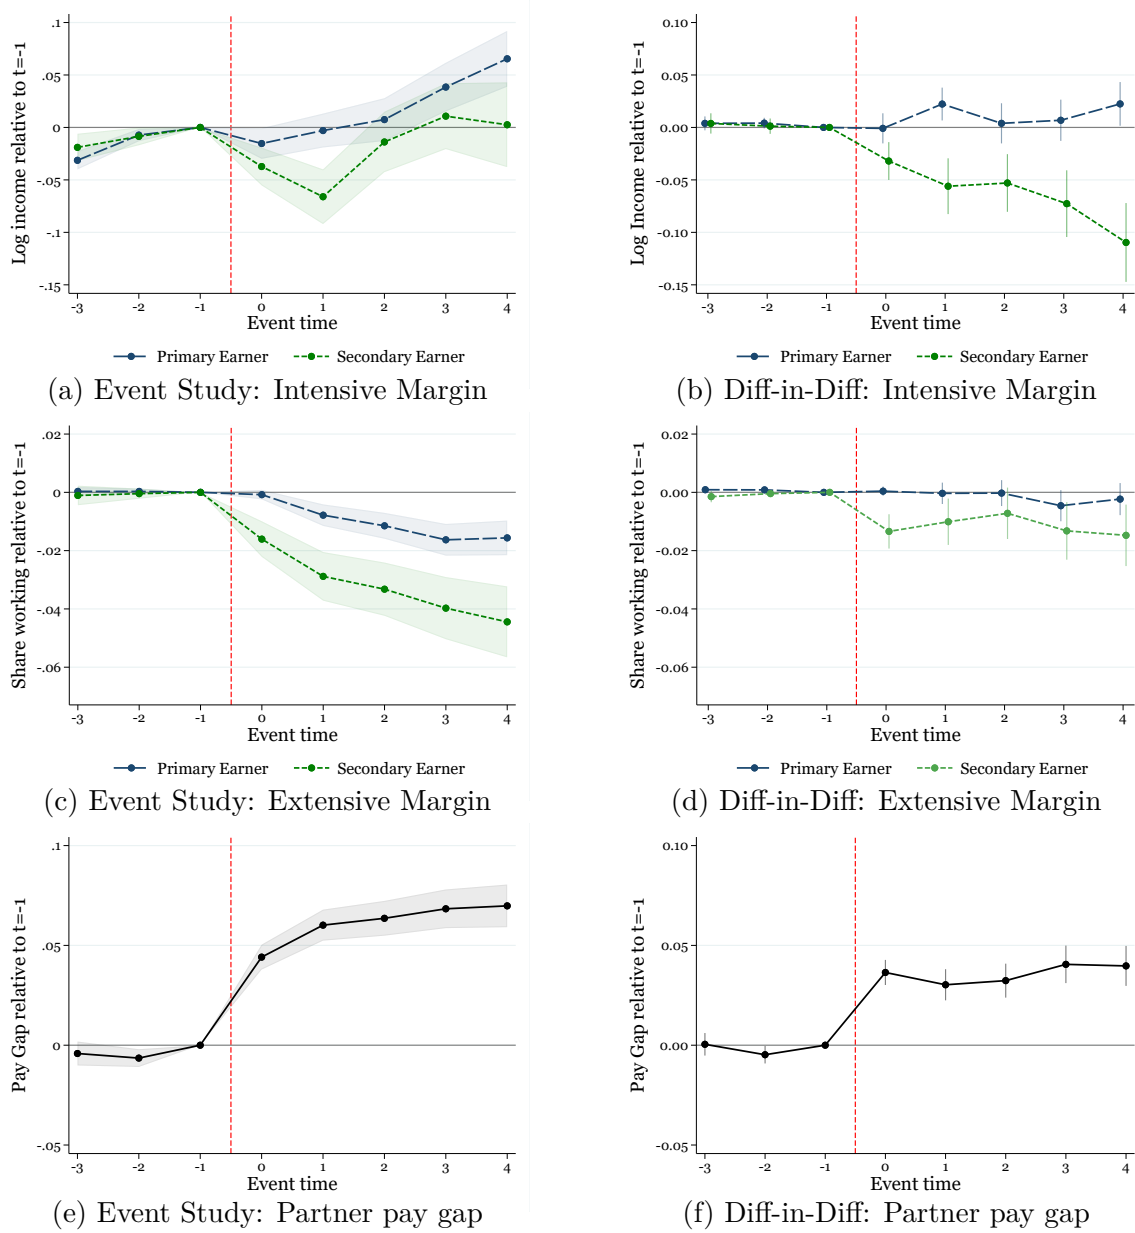 Log income relative to t=-1
.1
.05
0
-.05
-.1
-.15
-3 -2 -1 0 1 2 3 4
Event time
Primary Earner Secondary Earner
(a) Event Study: Intensive Margin
Log Income relative to t=-1
0.10
0.05
0.00
-0.05
-0.10
-0.15
-3 -2 -1 0 1 2 3 4
Event time
Primary Earner Secondary Earner
(b) Diff-in-Diff: Intensive Margin
Share working relative to t=-1
.02
0
-.02
-.04
-.06
-3 -2 -1 0 1 2 3 4
Event time
Primary Earner Secondary Earner
(c) Event Study: Extensive Margin
Share working relative to t=-1
0.02
0.00
-0.02
-0.04
-0.06
-3 -2 -1 0 1 2 3 4
Event time
Primary Earner Secondary Earner
(d) Diff-in-Diff: Extensive Margin
Pay Gap relative to t=-1
.1
.05
0
-.05
-3 -2 -1 0 1 2 3 4
Event time
(e) Event Study: Partner pay gap
Pay Gap relative to t=-1
0.10
0.05
0.00
-0.05
-3 -2 -1 0 1 2 3 4
Event time
(f) Diff-in-Diff: Partner pay gap